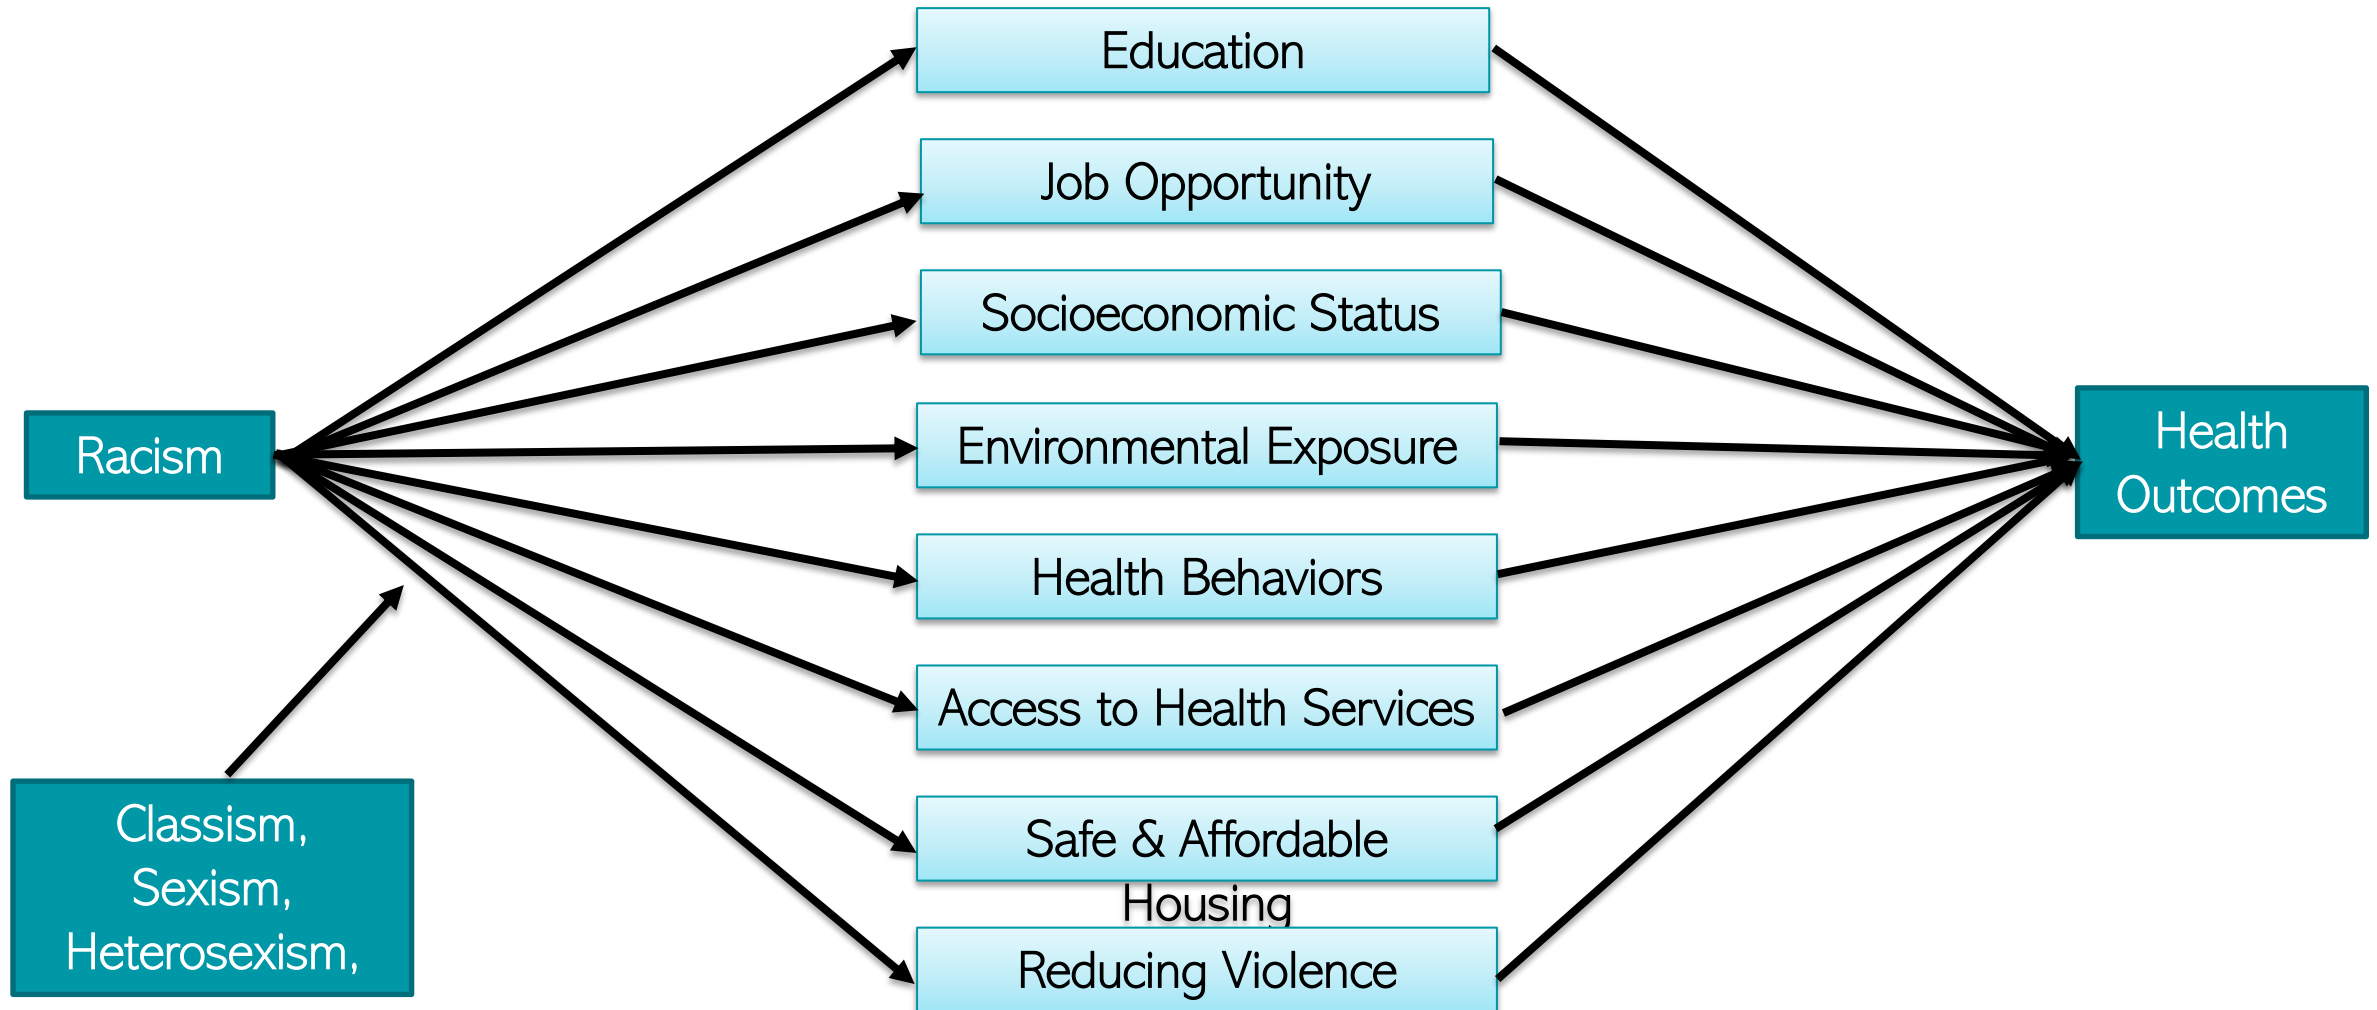 Racism
Classism,
Sexism,
Heterosexism,
Education
Job Opportunity
Socioeconomic Status
Environmental Exposure
Health Behaviors
Access to Health Services
Safe & Affordable
Housing
Reducing Violence
Health
Outcomes